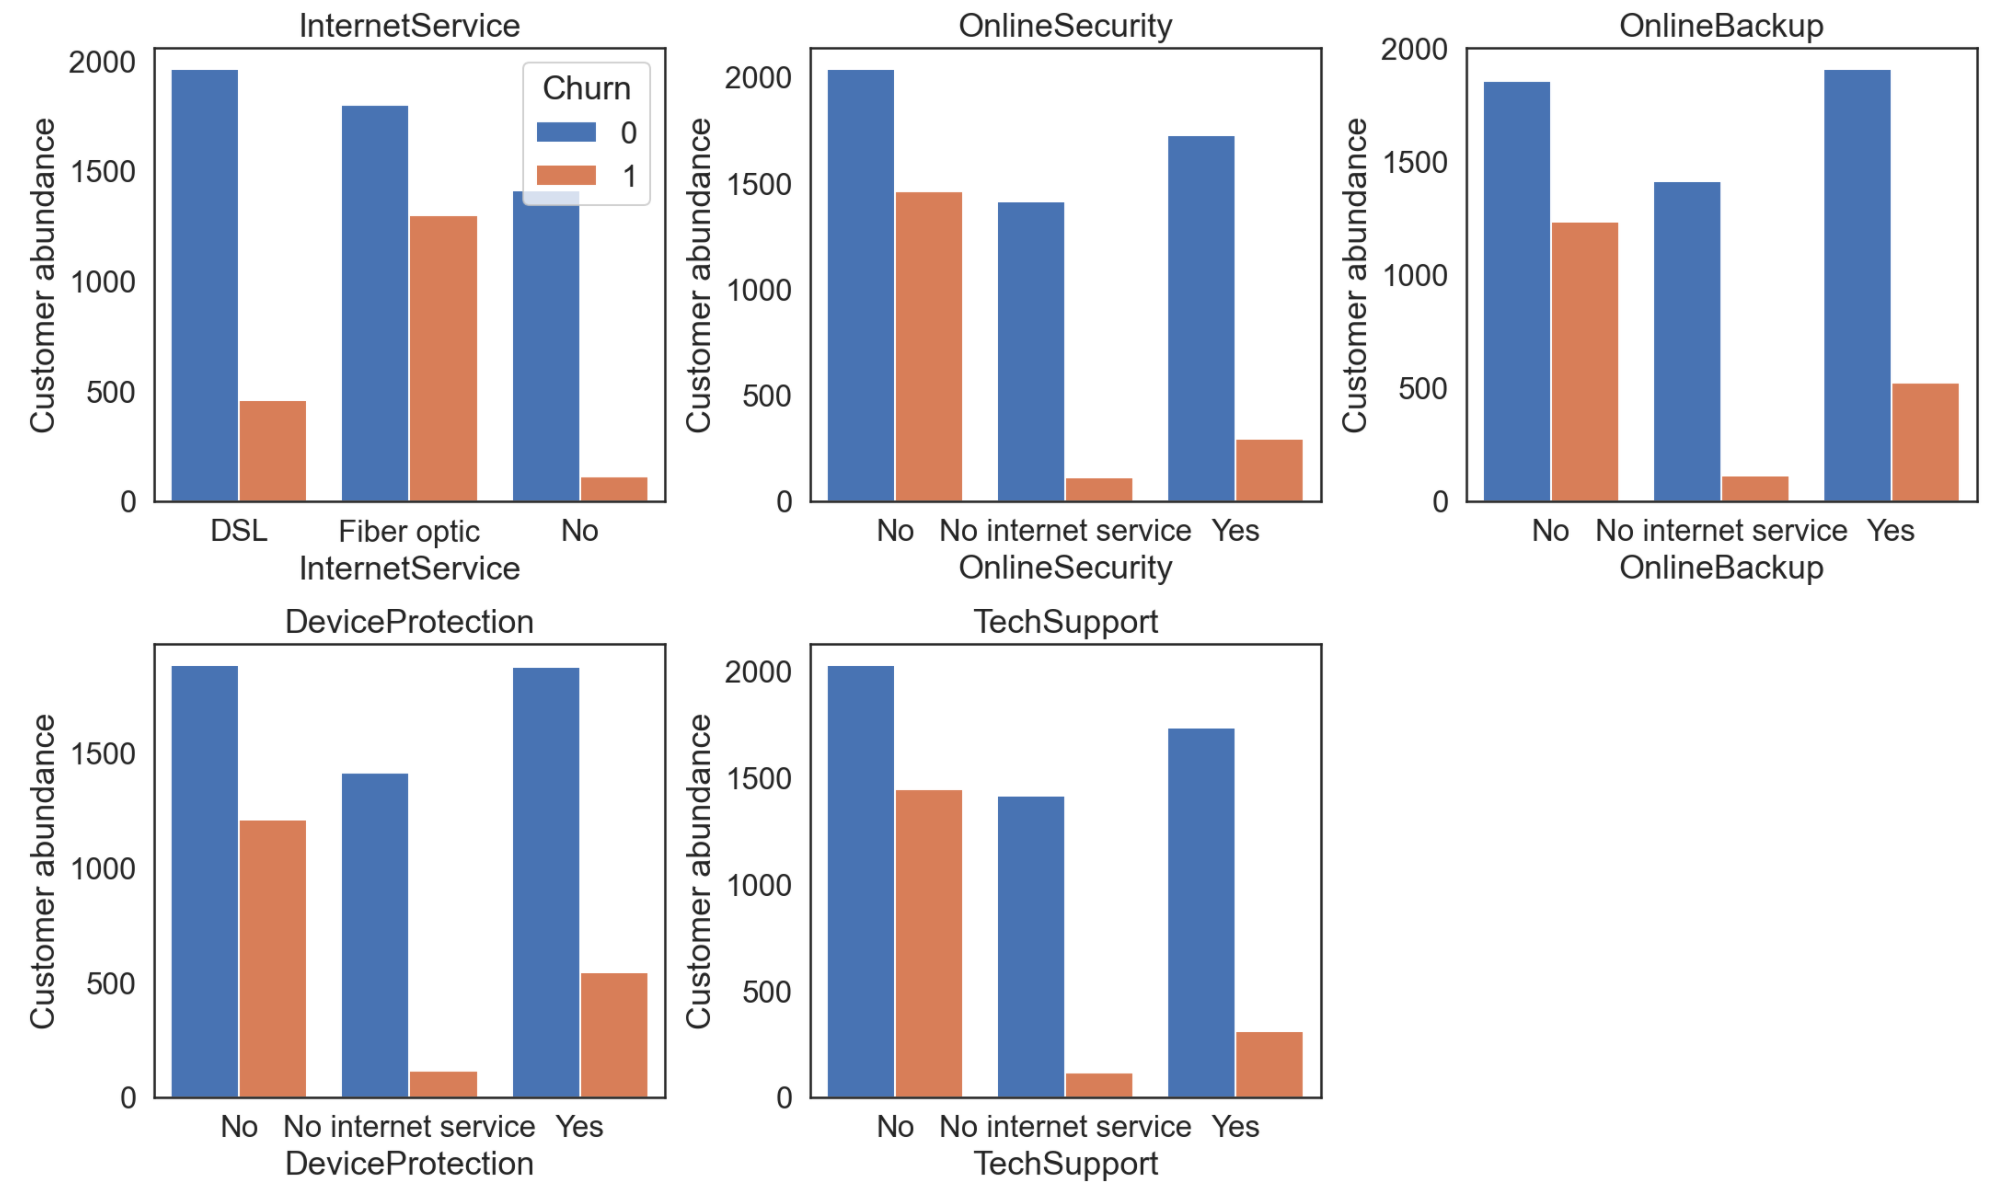 InternetService
Customer abundance
2000
1500
1000
500
0
Churn
0
1
DSL Fiber optic No
InternetService
OnlineSecurity
Customer abundance
2000
1500
1000
500
0
No No internet service Yes
OnlineSecurity
OnlineBackup
Customer abundance
2000
1500
1000
500
0
No No internet service Yes
OnlineBackup
DeviceProtection
Customer abundance
1500
1000
500
0
No No internet service Yes
DeviceProtection
TechSupport
Customer abundance
2000
1500
1000
500
0
No No internet service Yes
TechSupport